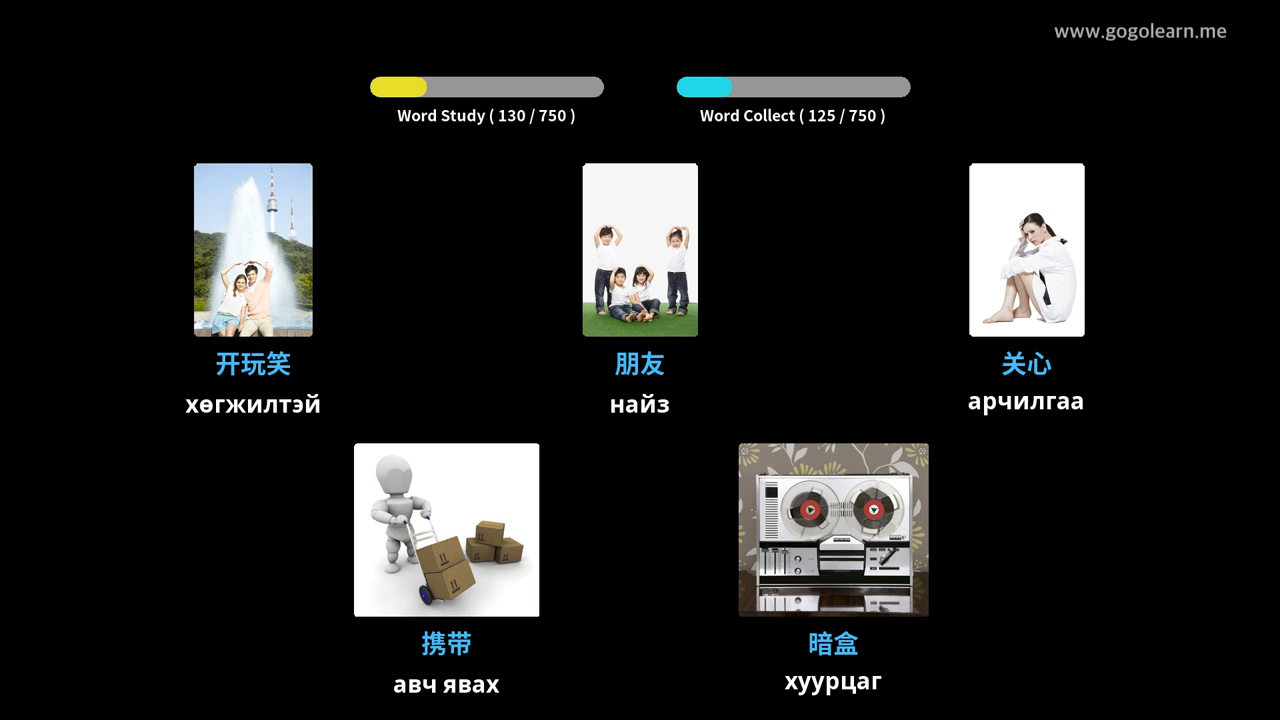 www.gogolearn.me
Word Study ( 130 / 750 )
Word Collect ( 125 / 750 )
开玩笑
хөгжилтэй
朋友
найз
关心
арчилгаа
携带
авч явах
暗盒
хуурцаг